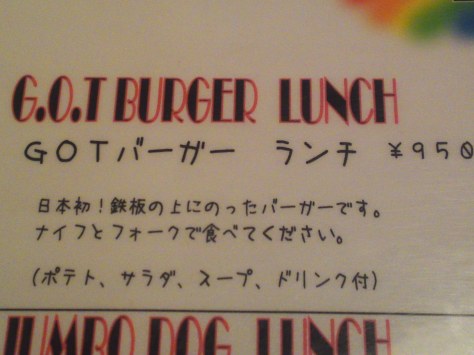 G.O.T BURGER LUNCH
GOTバーガー ランチ ¥950
日本初!鉄板の上にのったバーガーです。
ナイフとフォークで食べてください。
(ポテト、サラダ、スープ、ドリンク付)
JUMBO DOG LUNCH